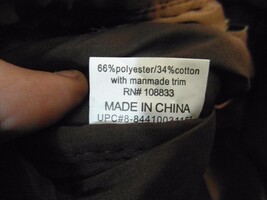 66%polyester/34%cotton
with manmade trim
RN# 108833
MADE IN CHINA